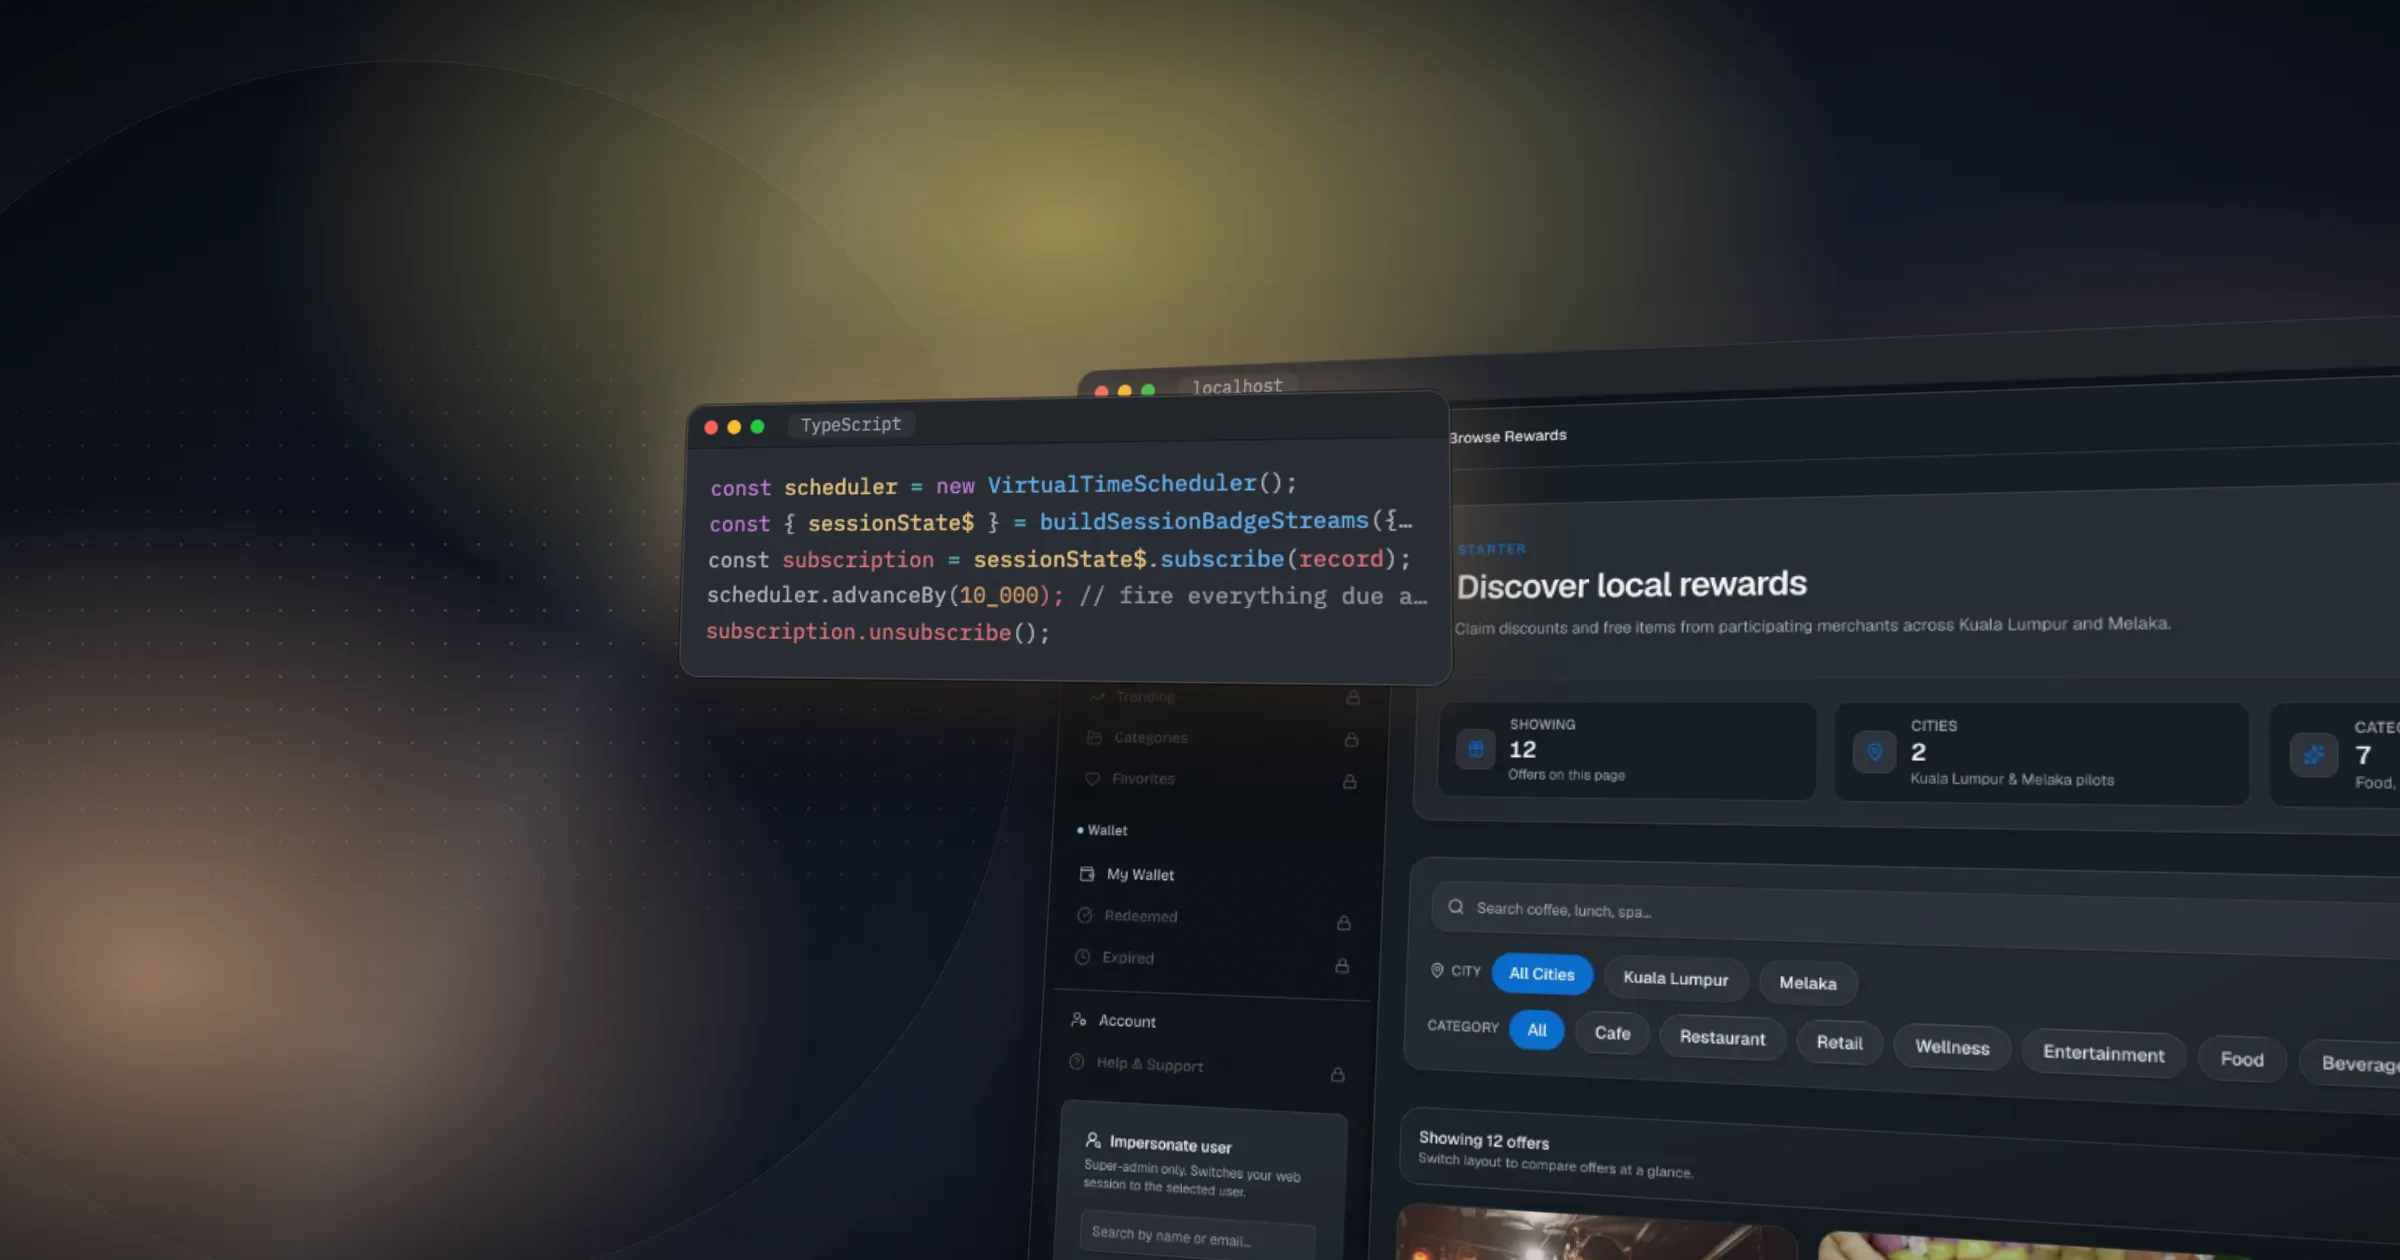 localhost
TypeScript
const scheduler = new VirtualTimeScheduler();
const { sessionState$ } = buildSessionBadgeStreams({…
const subscription = sessionState$.subscribe(record);
scheduler.advanceBy(10_000); // fire everything due a…
subscription.unsubscribe();
Browse Rewards
STARTER
Discover local rewards
Claim discounts and free items from participating merchants across Kuala Lumpur and Melaka.
SHOWING
12
Offers on this page
CITIES
2
Kuala Lumpur & Melaka pilots
7
Food,
Search coffee, lunch, spa...
CITY
All Cities
Kuala Lumpur
Melaka
CATEGORY
All
Cafe
Restaurant
Retail
Wellness
Entertainment
Food
Showing 12 offers
Switch layout to compare offers at a glance.
Trending
Categories
Favorites
Wallet
My Wallet
Redeemed
Expired
Account
Help & Support
Impersonate user
Super-admin only. Switches your web
session to the selected user.
Search by name or email...